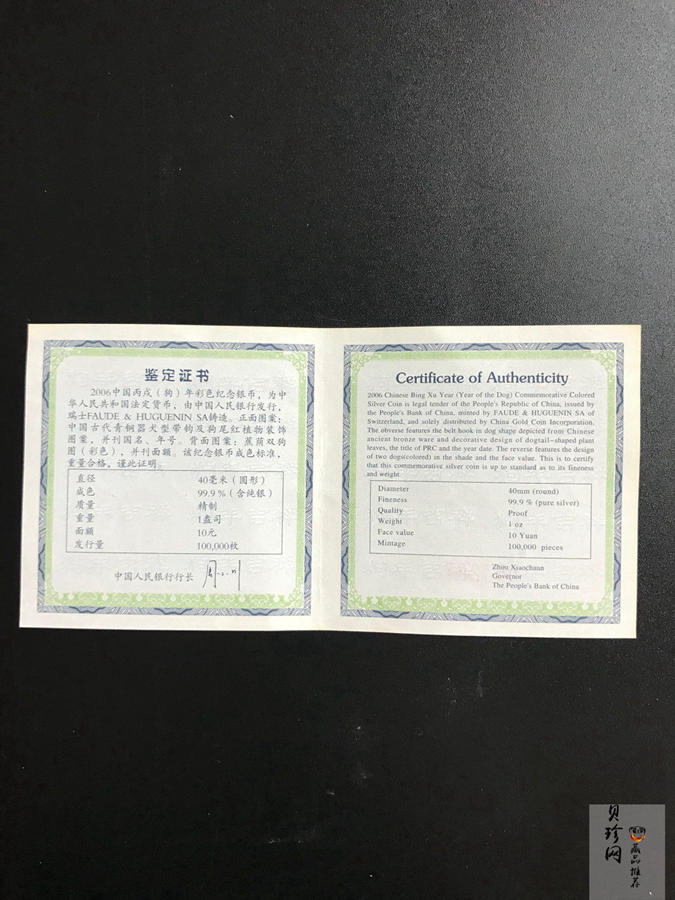 鉴定证书
2006中国丙戌（狗）年彩色纪念银币，为中
华人民共和国法定货币，由中国人民银行发行，
瑞士FAUDE & HUGUENIN SA铸造。正面图案：
中国古代青铜器犬型带钩及狗尾红植物装饰
图案，并刊国名、年号。背面图案：蕉荫双狗
图（彩色），并刊面额。该纪念银币成色标准，
重量合格，谨此证明。
直径 40毫米（圆形）
成色 99.9%（含纯银）
质量 精制
重量 1盎司
面额 10元
发行量 100,000枚
中国人民银行行长
Certificate of Authenticity
2006 Chinese Bing Xu Year (Year of the Dog) Commemorative Colored
Silver Coin is legal tender of the People's Republic of China, issued by
the People's Bank of China, minted by FAUDE & HUGUENIN SA of
Switzerland, and solely distributed by China Gold Coin Incorporation.
The obverse features the belt hook in dog shape depicted from Chinese
ancient bronze ware and decorative design of dogtail-shaped plant
leaves, the title of PRC and the year date. The reverse features the design
of two dogs(colored) in the shade and the face value. This is to certify
that this commemorative silver coin is up to standard as to its fineness
and weight.
Diameter 40mm (round)
Fineness 99.9 % (pure silver)
Quality Proof
Weight 1 oz
Face value 10 Yuan
Mintage 100,000 pieces
Zhou Xiaochuan
Governor
The People's Bank of China
贝珍网
藏品推荐